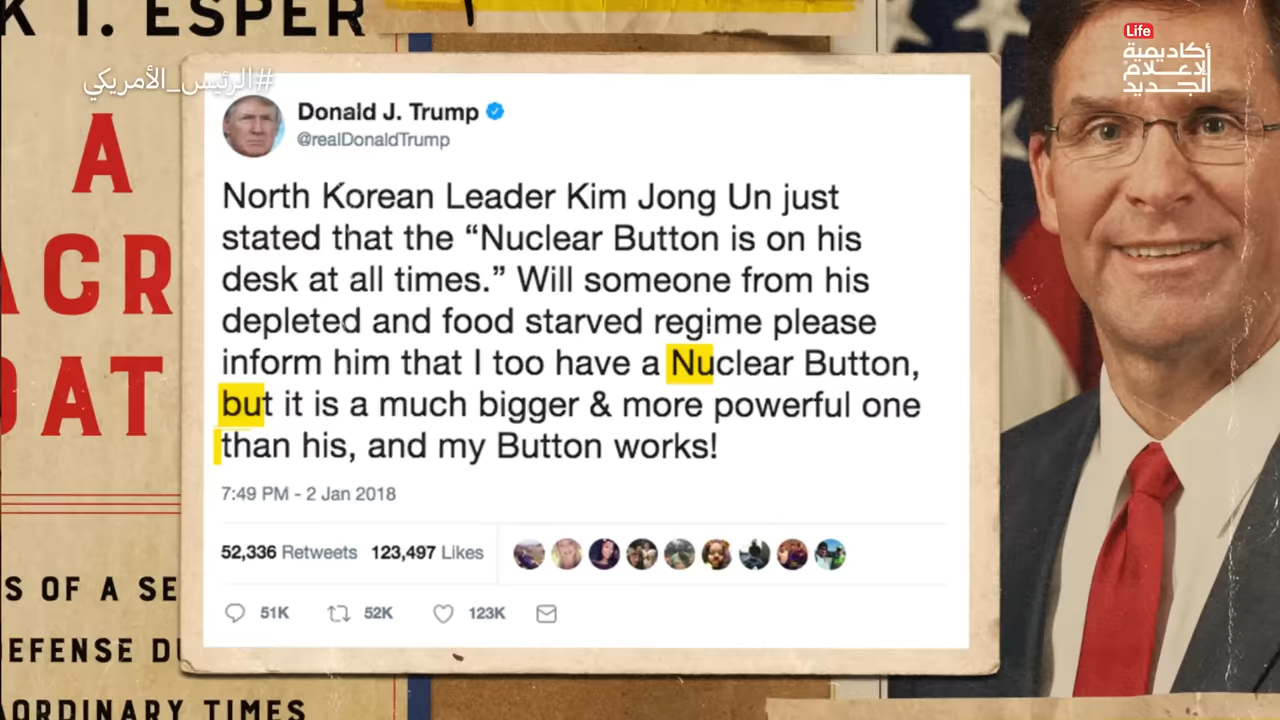 K T. ESPER
Life
أكاديمية
الإعلام
الجديد
#الرئيس_الأمريكي
A
ACR
OAT
Donald J. Trump
@realDonaldTrump
North Korean Leader Kim Jong Un just
stated that the “Nuclear Button is on his
desk at all times.” Will someone from his
depleted and food starved regime please
inform him that I too have a Nuclear Button,
but it is a much bigger & more powerful one
than his, and my Button works!
7:49 PM - 2 Jan 2018
52,336 Retweets 123,497 Likes
51K 52K 123K
S OF A SE
EFENSE DU
AORDINARY TIMES